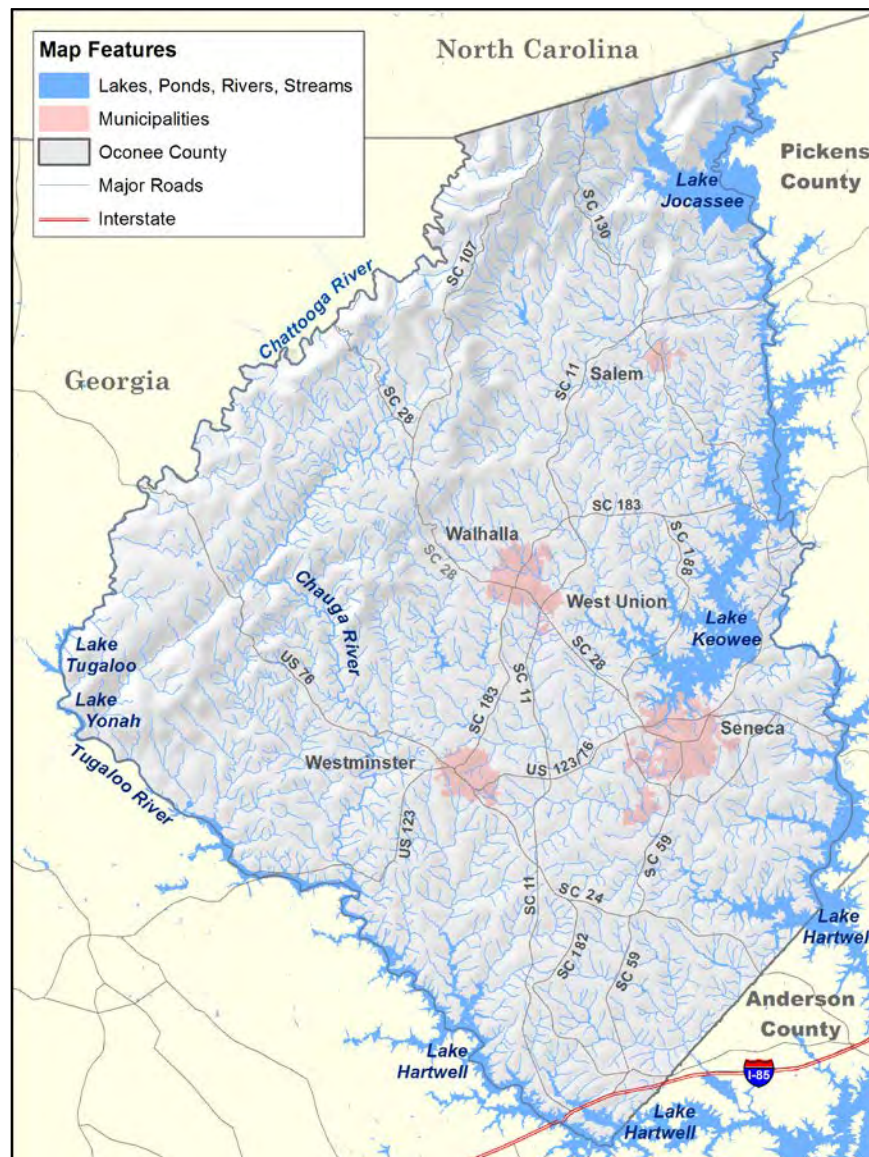 Map Features
Lakes, Ponds, Rivers, Streams
Municipalities
Oconee County
Major Roads
Interstate
North Carolina
Pickens
County
Lake
Jocassee
SC 130
SC 107
Chattooga River
Georgia
Salem
SC 11
SC 28
SC 183
Walhalla
SC 188
SC 28
West Union
Chauga River
Lake
Keowee
Lake
Tugaloo
SC 28
US 76
SC 11
SC 183
Lake
Yonah
Seneca
Tugaloo River
Westminster
US 123/76
US 123
SC 59
SC 24
SC 11
SC 182
Lake
Hartwell
SC 59
Anderson
County
Lake
Hartwell
I-85
Lake
Hartwell